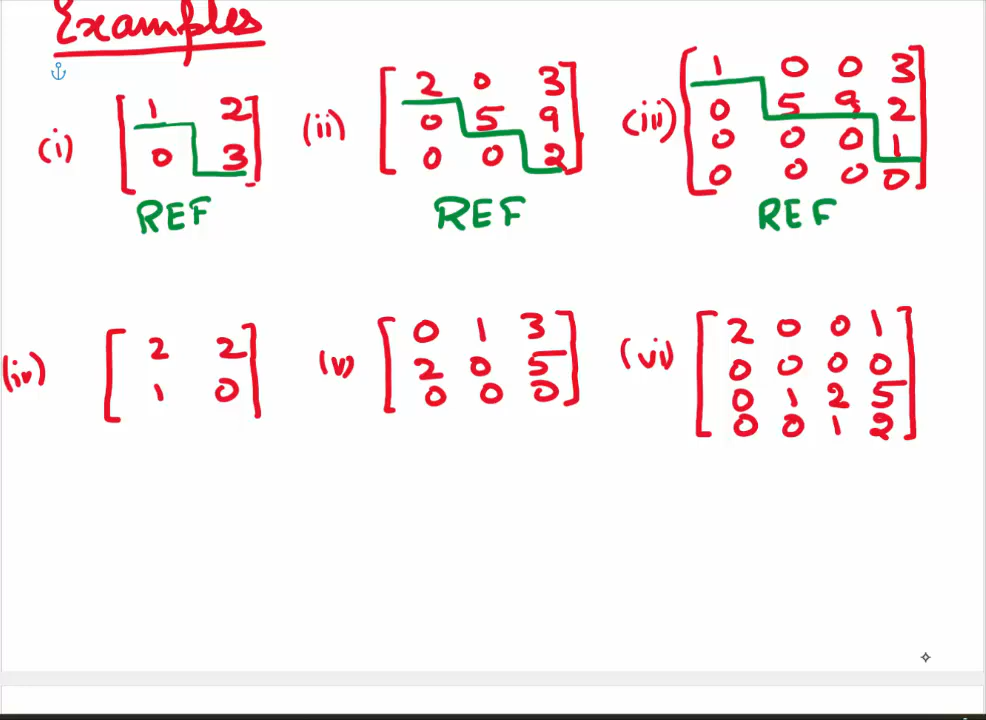 Examples
(i) [1 2
0 3]
REF
(ii) [2 0 3
0 5 9
0 0 2]
REF
(iii) [1 0 0 3
0 5 9 2
0 0 0 1
0 0 0 0]
REF
(iv) [2 2
1 0]
(v) [0 1 3
2 0 5
0 0 0]
(vi) [2 0 0 1
0 0 0 0
0 1 2 5
0 0 1 2]